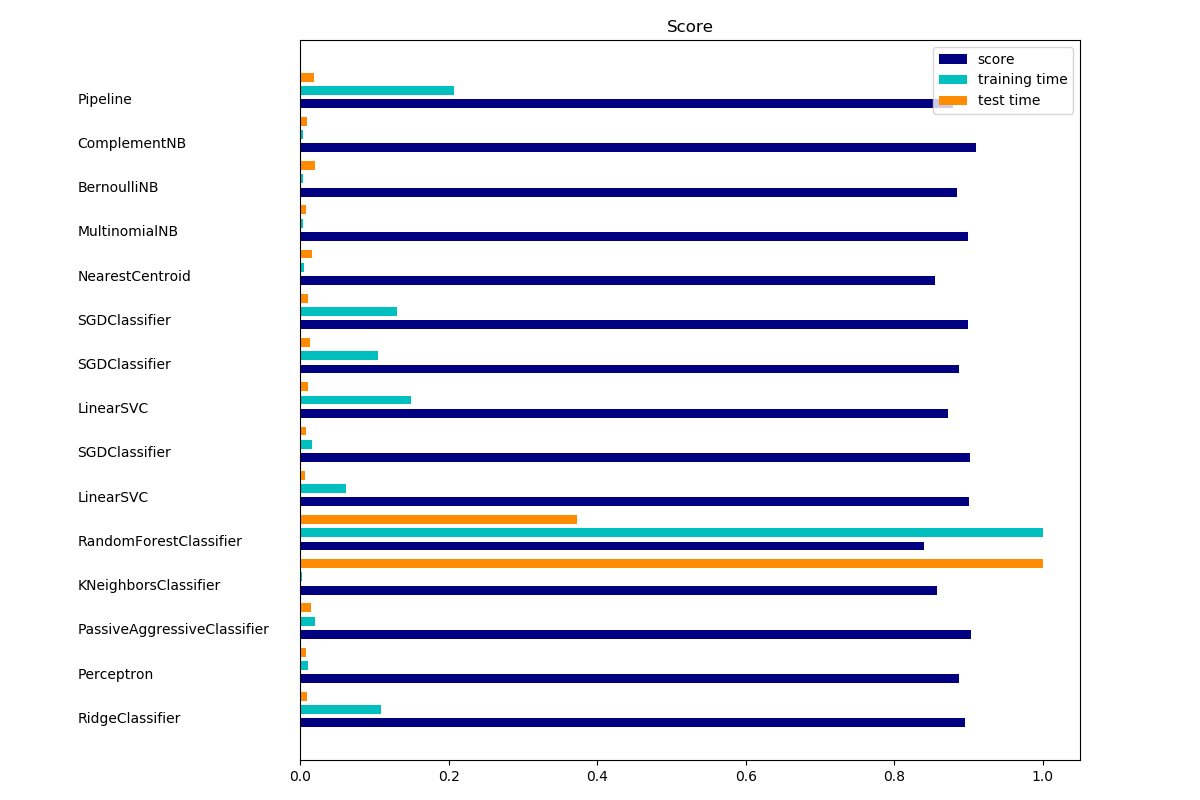 Score
score
training time
test time
Pipeline
ComplementNB
BernoulliNB
MultinomialNB
NearestCentroid
SGDClassifier
SGDClassifier
LinearSVC
SGDClassifier
LinearSVC
RandomForestClassifier
KNeighborsClassifier
PassiveAggressiveClassifier
Perceptron
RidgeClassifier
0.0 0.2 0.4 0.6 0.8 1.0